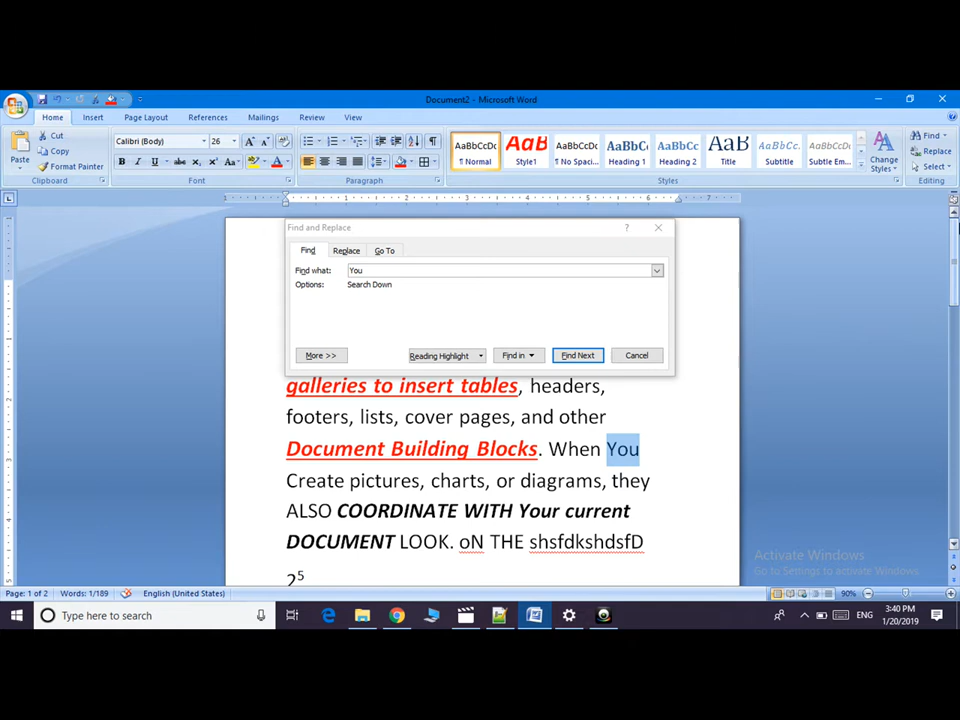 Document2 - Microsoft Word
Home Insert Page Layout References Mailings Review View
Paste
Cut
Copy
Format Painter
Clipboard
Calibri (Body) 26
Font
Paragraph
AaBbCcDc AaBb AaBbCcDc AaBbCc AaBbCc AaB AaBbCc. AaBbCcDc
¶ Normal Style1 ¶ No Spaci... Heading 1 Heading 2 Title Subtitle Subtle Em...
Change Styles
Styles
Find
Replace
Select
Editing
Find and Replace
Find Replace Go To
Find what: You
Options: Search Down
More >> Reading Highlight Find in Find Next Cancel
galleries to insert tables, headers,
footers, lists, cover pages, and other
Document Building Blocks. When You
Create pictures, charts, or diagrams, they
ALSO COORDINATE WITH Your current
DOCUMENT LOOK. oN THE shsfdkshdsfD
2⁵
Activate Windows
Go to Settings to activate Windows.
Page: 1 of 2 Words: 1/189 English (United States) 90%
Type here to search
ENG
3:40 PM
1/20/2019